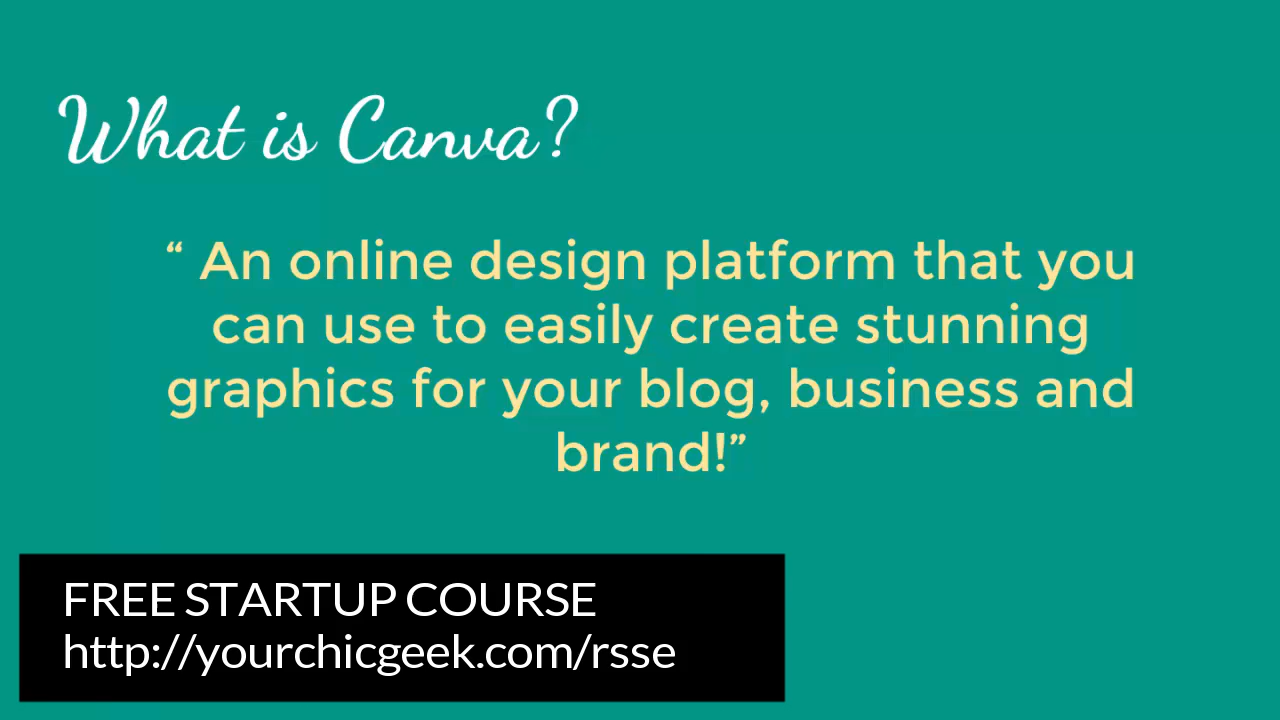 What is Canva?
“ An online design platform that you
can use to easily create stunning
graphics for your blog, business and
brand!”
FREE STARTUP COURSE
http://yourchicgeek.com/rsse